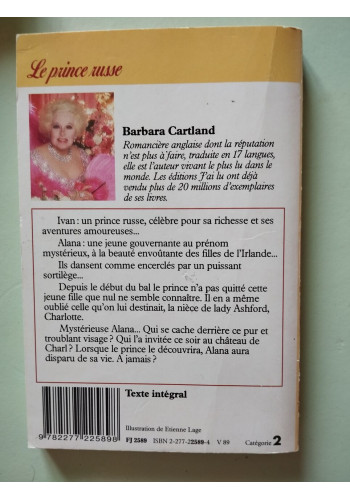 Le prince russe
Barbara Cartland
Romancière anglaise dont la réputation
n'est plus à faire, traduite en 17 langues,
elle est l'auteur vivant le plus lu dans le
monde. Les éditions J'ai lu ont déjà
vendu plus de 20 millions d'exemplaires
de ses livres.
Ivan : un prince russe, célèbre pour sa richesse et ses
aventures amoureuses...
Alana : une jeune gouvernante au prénom
mystérieux, à la beauté envoûtante des filles de l'Irlande...
Ils dansent comme encerclés par un puissant
sortilège...
Depuis le début du bal le prince n'a pas quitté cette
jeune fille que nul ne semble connaître. Il en a même
oublié celle qu'on lui destinait, la nièce de lady Ashford,
Charlotte.
Mystérieuse Alana... Qui se cache derrière ce pur et
troublant visage ? Qui l'a invitée ce soir au château de
Charl ? Lorsque le prince le découvrira, Alana aura
disparu de sa vie. A jamais ?
Texte intégral
Illustration de Etienne Lage
9 782277 225898
FJ 2589 ISBN 2-277-22589-4 V 89 Catégorie 2